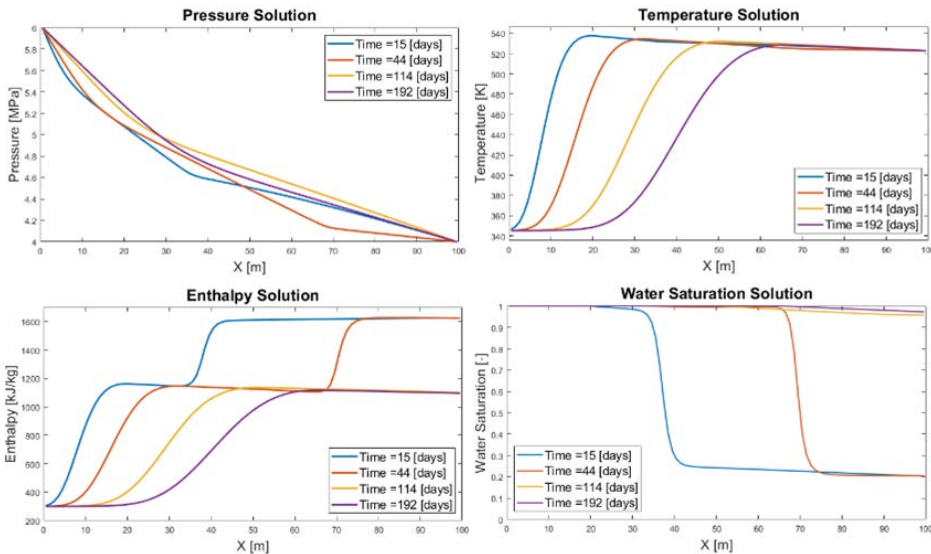 Pressure Solution
Pressure [MPa]
6
5.8
5.6
5.4
5.2
5
4.8
4.6
4.4
4.2
4
0 10 20 30 40 50 60 70 80 90 100
X [m]
Time =15 [days]
Time =44 [days]
Time =114 [days]
Time =192 [days]
Temperature Solution
Temperature [K]
540
520
500
480
460
440
420
400
380
360
340
0 10 20 30 40 50 60 70 80 90 100
X [m]
Time =15 [days]
Time =44 [days]
Time =114 [days]
Time =192 [days]
Enthalpy Solution
Enthalpy [kJ/kg]
1600
1400
1200
1000
800
600
400
200
0 10 20 30 40 50 60 70 80 90 100
X [m]
Time =15 [days]
Time =44 [days]
Time =114 [days]
Time =192 [days]
Water Saturation Solution
Water Saturation [-]
1
0.9
0.8
0.7
0.6
0.5
0.4
0.3
0.2
0.1
0
0 10 20 30 40 50 60 70 80 90 100
X [m]
Time =15 [days]
Time =44 [days]
Time =114 [days]
Time =192 [days]